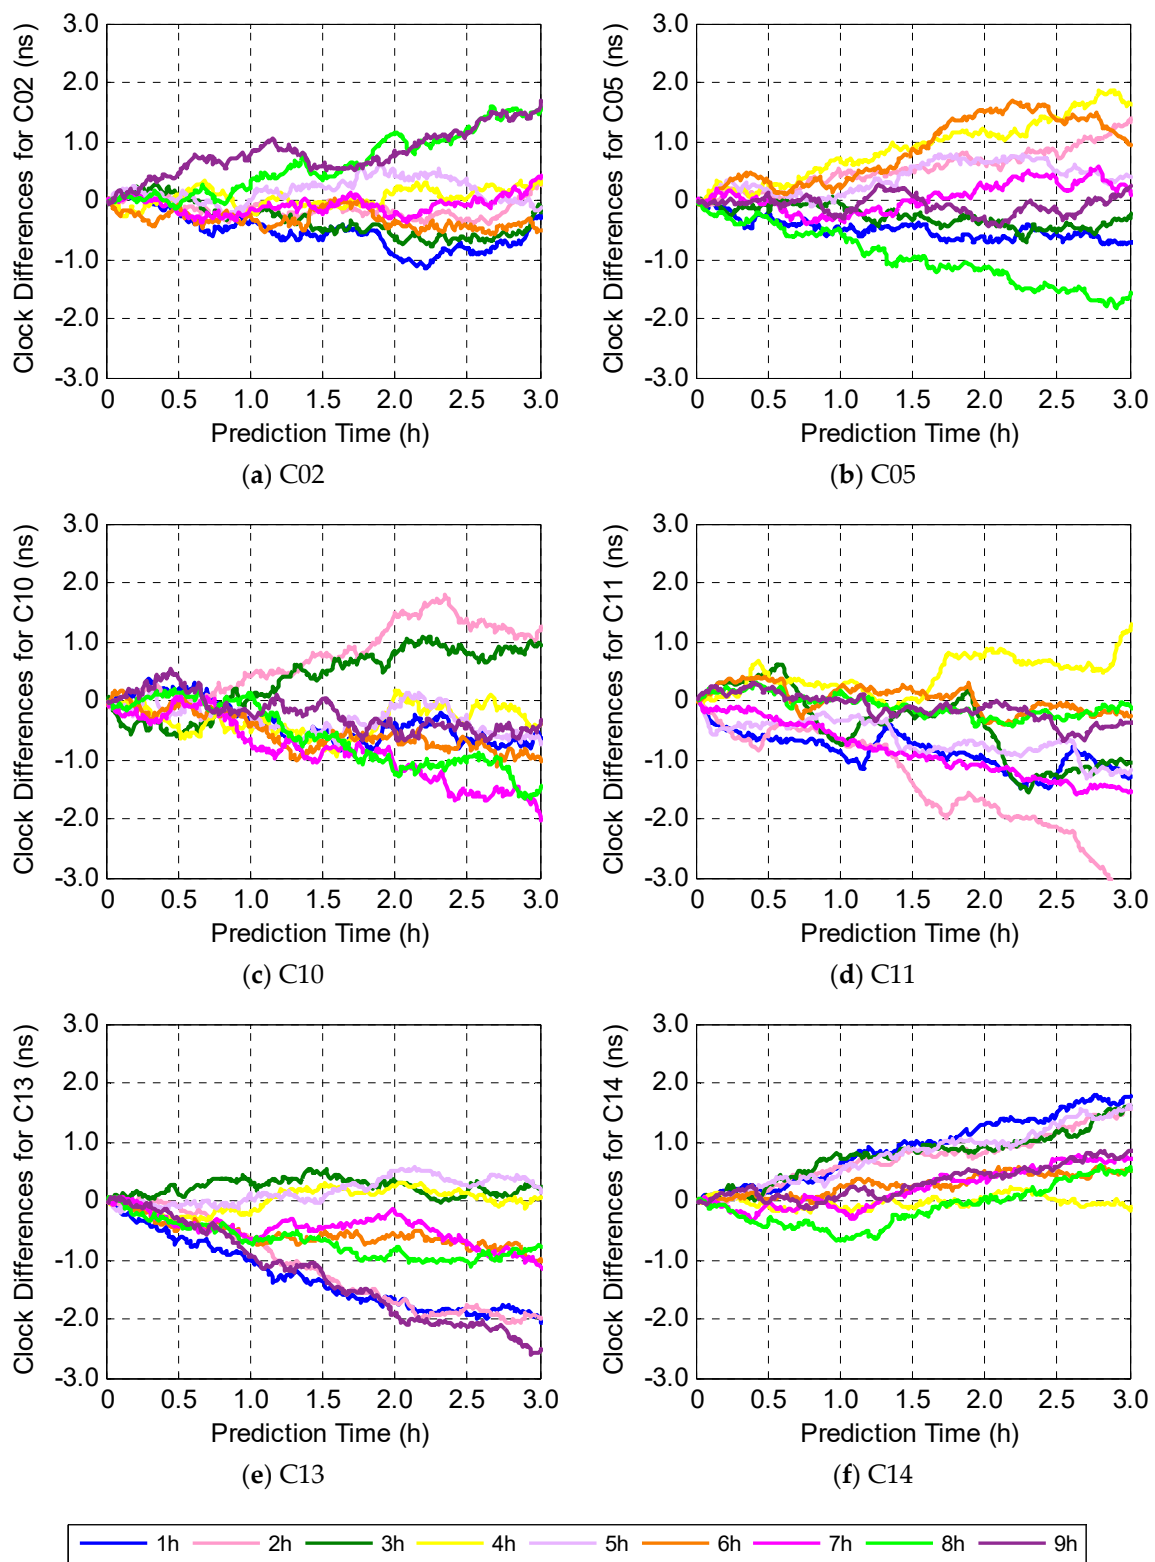 3.0
2.0
1.0
0
-1.0
-2.0
-3.0
Clock Differences for C02 (ns)
0 0.5 1.0 1.5 2.0 2.5 3.0
Prediction Time (h)
(a) C02
3.0
2.0
1.0
0
-1.0
-2.0
-3.0
Clock Differences for C05 (ns)
0 0.5 1.0 1.5 2.0 2.5 3.0
Prediction Time (h)
(b) C05
3.0
2.0
1.0
0
-1.0
-2.0
-3.0
Clock Differences for C10 (ns)
0 0.5 1.0 1.5 2.0 2.5 3.0
Prediction Time (h)
(c) C10
3.0
2.0
1.0
0
-1.0
-2.0
-3.0
Clock Differences for C11 (ns)
0 0.5 1.0 1.5 2.0 2.5 3.0
Prediction Time (h)
(d) C11
3.0
2.0
1.0
0
-1.0
-2.0
-3.0
Clock Differences for C13 (ns)
0 0.5 1.0 1.5 2.0 2.5 3.0
Prediction Time (h)
(e) C13
3.0
2.0
1.0
0
-1.0
-2.0
-3.0
Clock Differences for C14 (ns)
0 0.5 1.0 1.5 2.0 2.5 3.0
Prediction Time (h)
(f) C14
1h 2h 3h 4h 5h 6h 7h 8h 9h